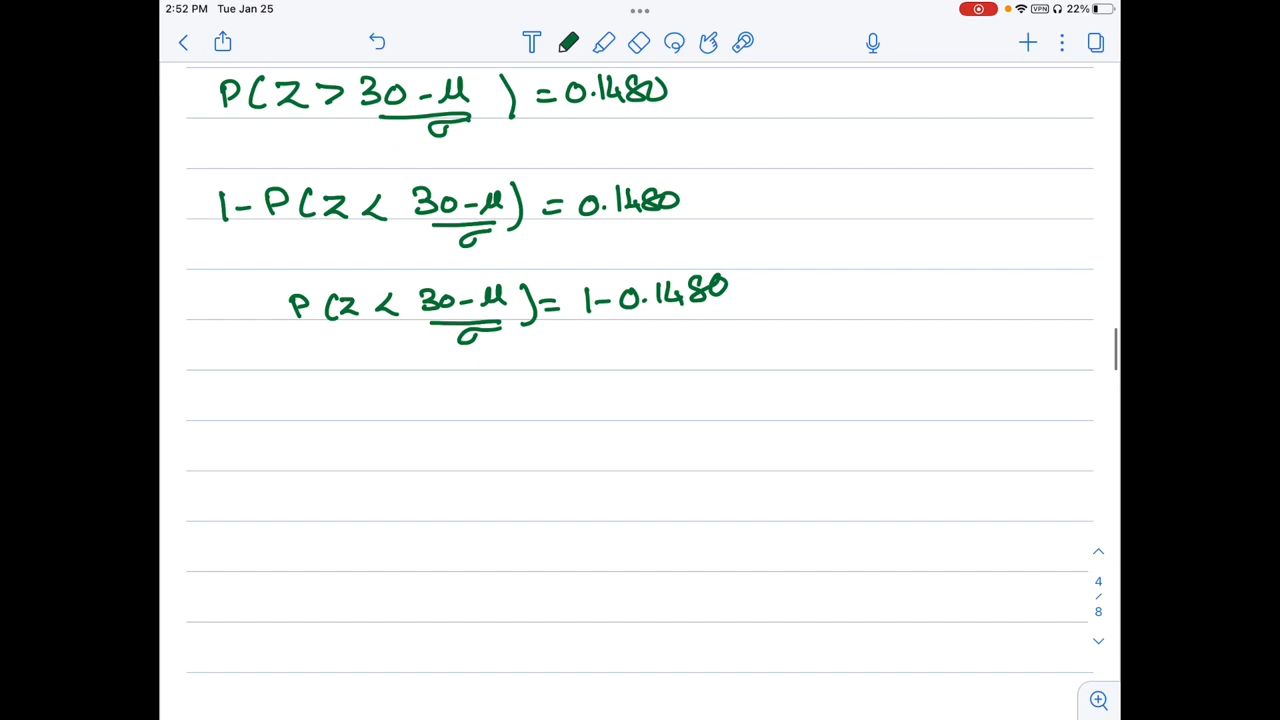 2:52 PM Tue Jan 25
VPN 22%
T
P(Z > (30-μ)/σ) = 0.1480
1 - P(Z < (30-μ)/σ) = 0.1480
P(Z < (30-μ)/σ) = 1 - 0.1480
4
/
8